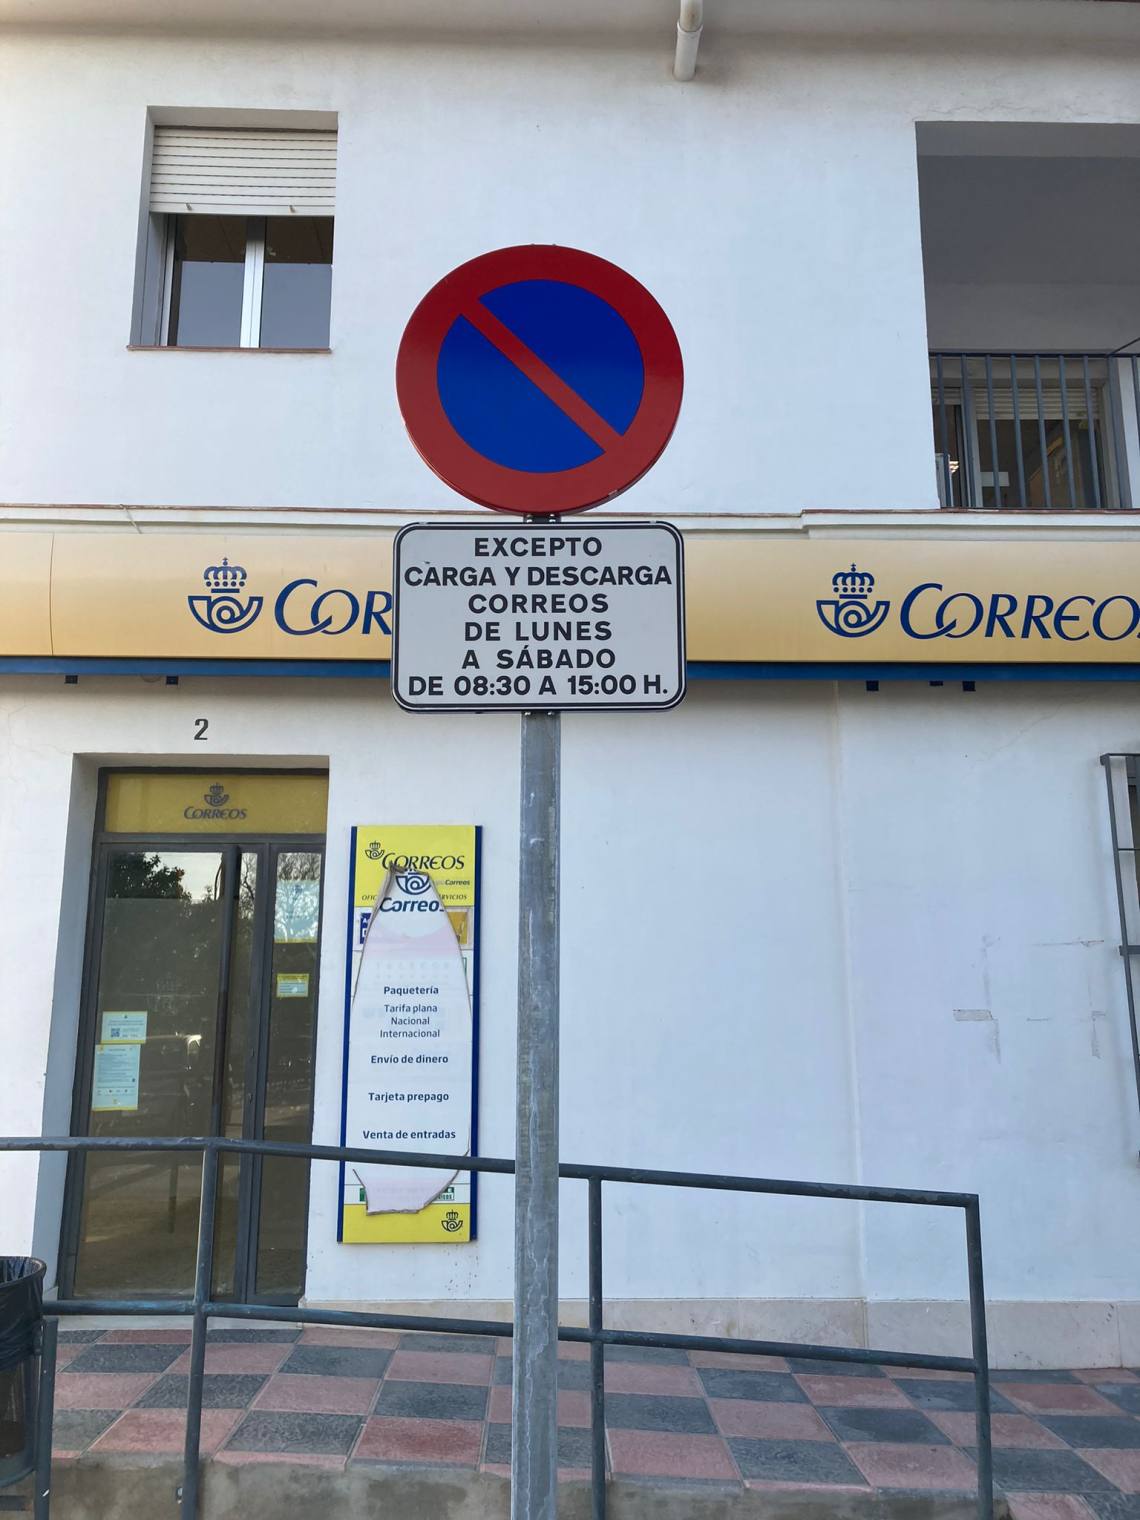 EXCEPTO
CARGA Y DESCARGA
CORREOS
DE LUNES
A SÁBADO
DE 08:30 A 15:00 H.
COR
CORREOS
2
CORREOS
CORREOS
Correos
Correos
Paquetería
Tarifa plana
Nacional
Internacional
Envío de dinero
Tarjeta prepago
Venta de entradas